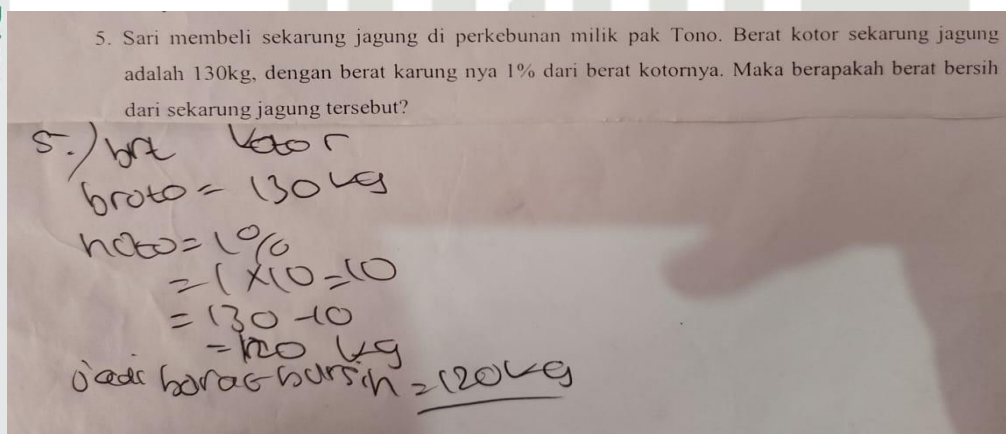 5. Sari membeli sekarung jagung di perkebunan milik pak Tono. Berat kotor sekarung jagung
adalah 130kg, dengan berat karung nya 1% dari berat kotornya. Maka berapakah berat bersih
dari sekarung jagung tersebut?
5.) brt kotor
broto = 130 kg
neto = 1%
= 1 X 10 = 10
= 130 - 10
= 120 kg
Jadi berat bersih = 120 kg